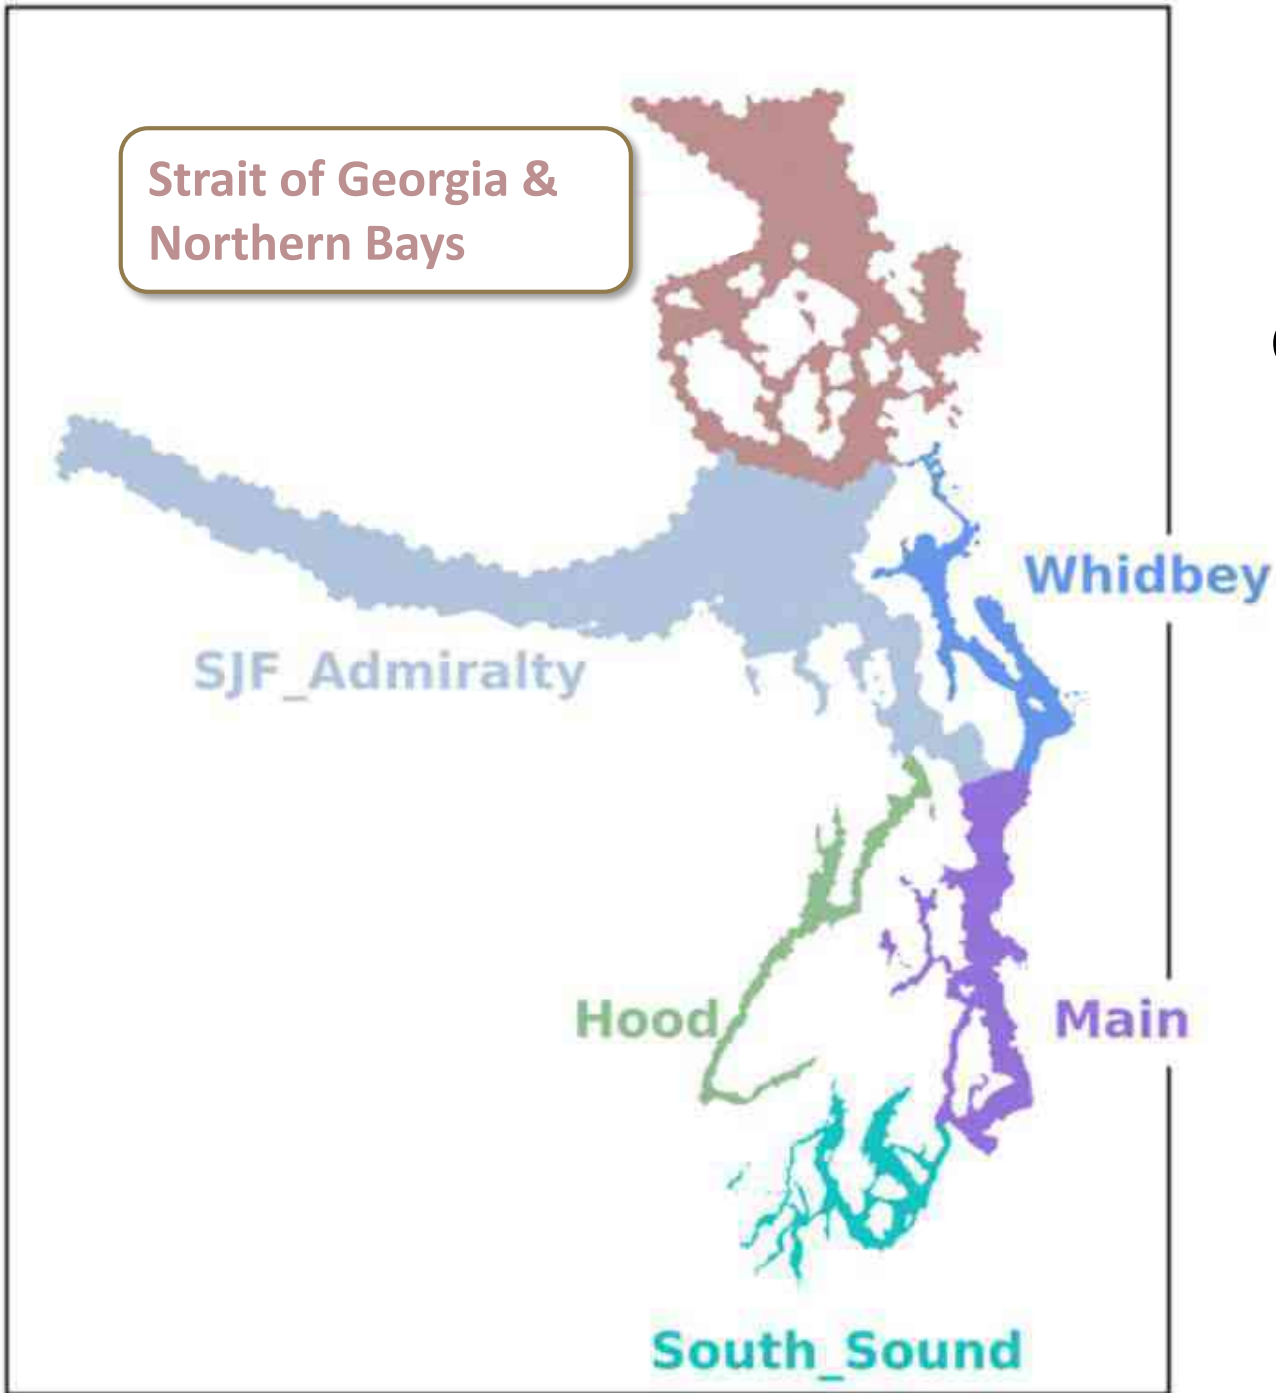 Strait of Georgia &
Northern Bays
Whidbey
SJF_Admiralty
Hood
Main
South_Sound